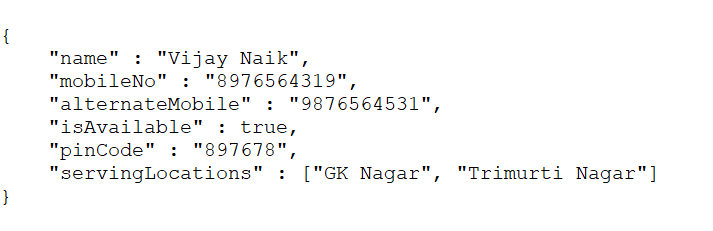 {
"name" : "Vijay Naik",
"mobileNo" : "8976564319",
"alternateMobile" : "9876564531",
"isAvailable" : true,
"pinCode" : "897678",
"servingLocations" : ["GK Nagar", "Trimurti Nagar"]
}